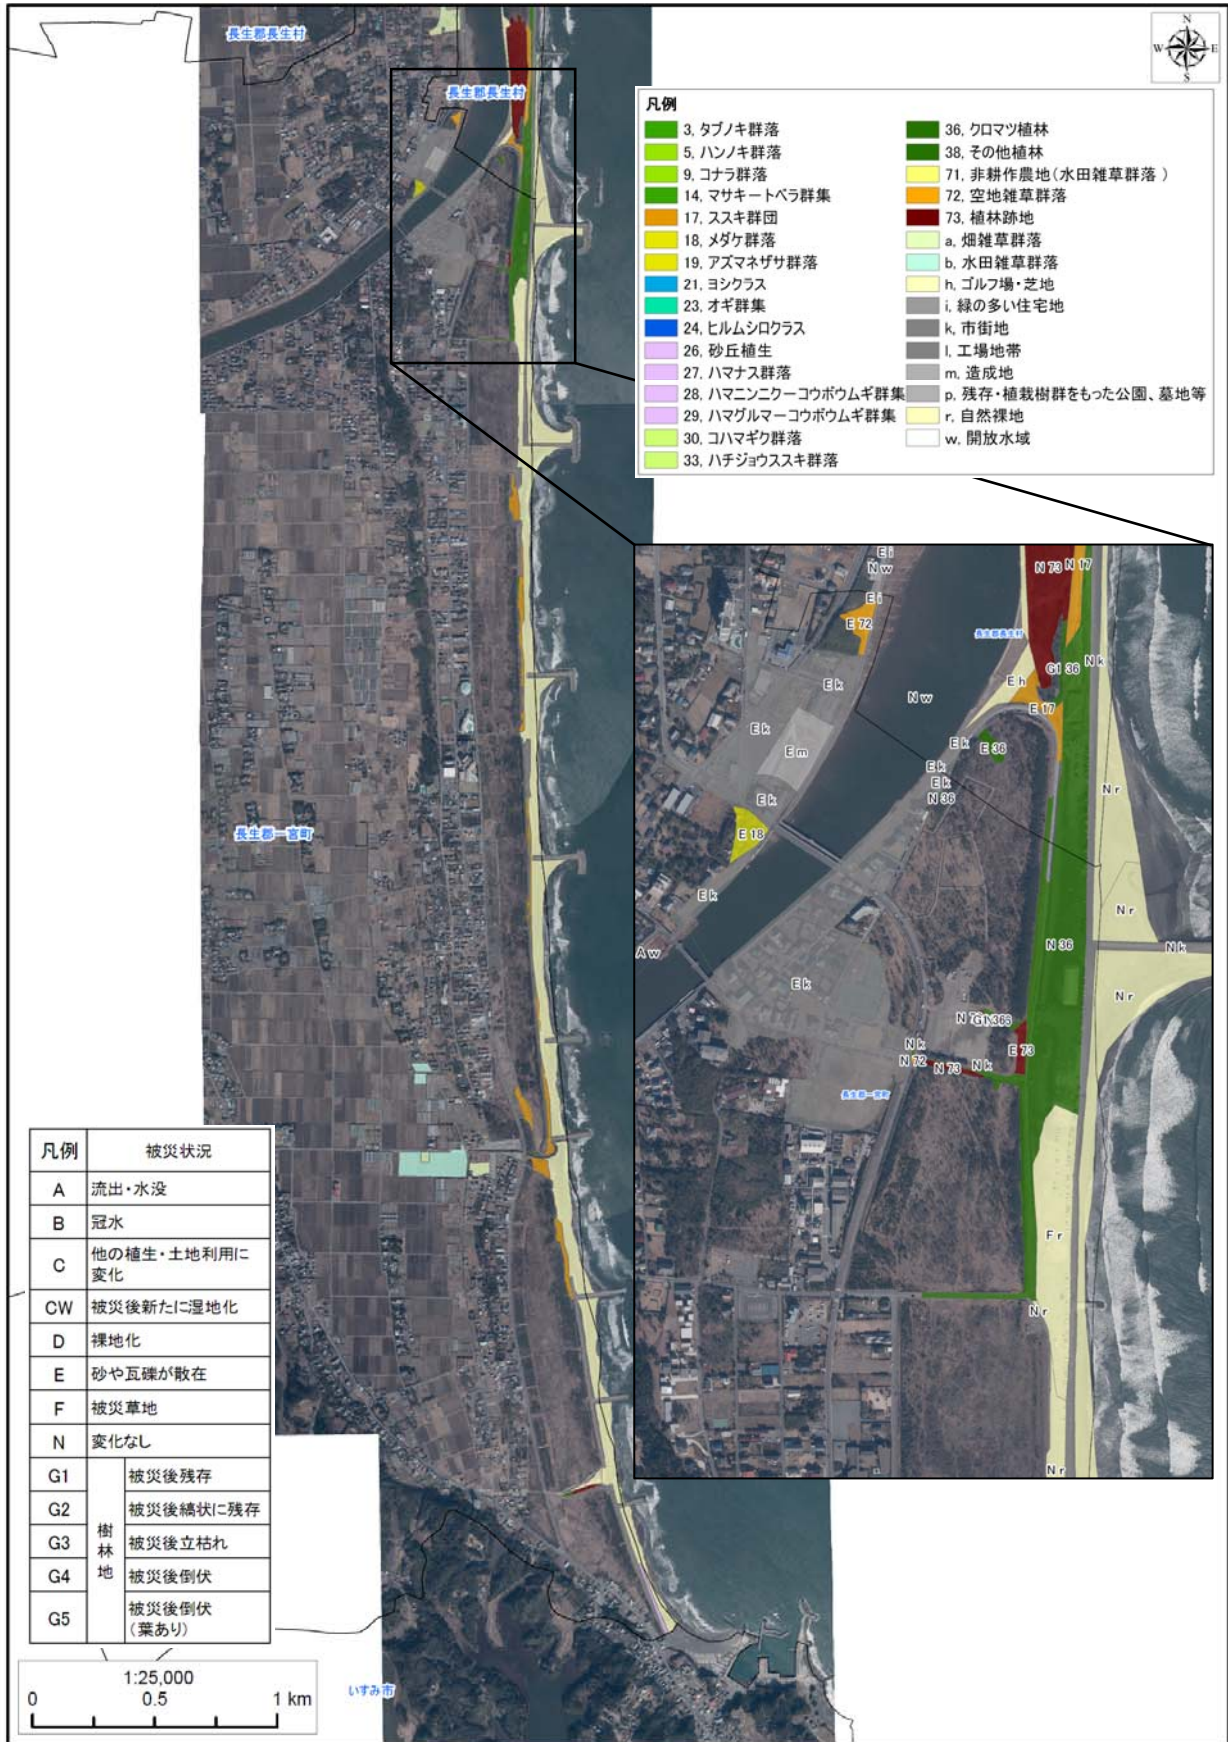 長生郡長生村
長生郡長生村
N
W
E
S
凡例
3, タブノキ群落
5, ハンノキ群落
9, コナラ群落
14, マサキートベラ群集
17, ススキ群団
18, メダケ群落
19, アズマネザサ群落
21, ヨシクラス
23, オギ群集
24, ヒルムシロクラス
26, 砂丘植生
27, ハマナス群落
28, ハマニンニクーコウボウムギ群集
29, ハマグルマーコウボウムギ群集
30, コハマギク群落
33, ハチジョウススキ群落
36, クロマツ植林
38, その他植林
71, 非耕作農地(水田雑草群落 )
72, 空地雑草群落
73, 植林跡地
a, 畑雑草群落
b, 水田雑草群落
h, ゴルフ場・芝地
i, 緑の多い住宅地
k, 市街地
l, 工場地帯
m, 造成地
p, 残存・植栽樹群をもった公園、墓地等
r, 自然裸地
w, 開放水域
E i
N w
E i
E 72
N 73
N 17
長生郡長生村
G1 36
N k
E h
E k
N w
E 17
E k
E m
E k
E 36
E k
E k
N 36
N r
E k
E 18
E k
N r
A w
N 36
N k
E k
N r
N k
E 73
N 72
N 73
N k
長生郡一宮町
F r
N r
N r
長生郡一宮町
凡例
被災状況
A
流出・水没
B
冠水
C
他の植生・土地利用に
変化
CW
被災後新たに湿地化
D
裸地化
E
砂や瓦礫が散在
F
被災草地
N
変化なし
G1
被災後残存
G2
被災後縞状に残存
G3
樹林地
被災後立枯れ
G4
被災後倒伏
G5
被災後倒伏
(葉あり)
1:25,000
0
0.5
1 km
いすみ市